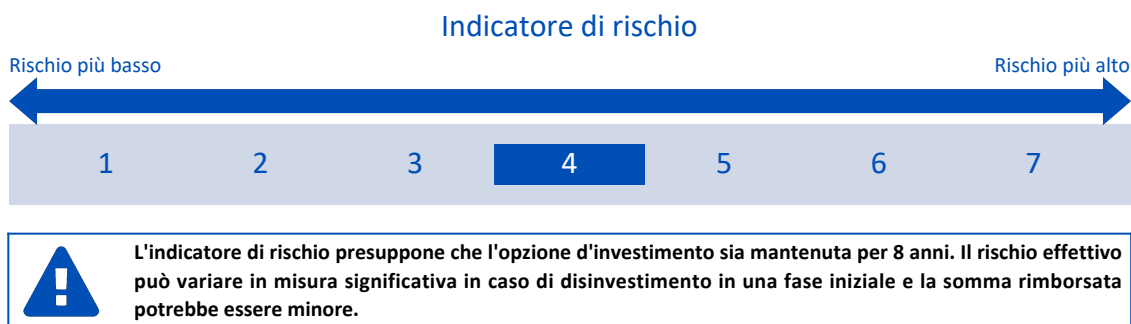 Indicatore di rischio
Rischio più basso
Rischio più alto
1 2 3 4 5 6 7
L'indicatore di rischio presuppone che l'opzione d'investimento sia mantenuta per 8 anni. Il rischio effettivo
può variare in misura significativa in caso di disinvestimento in una fase iniziale e la somma rimborsata
potrebbe essere minore.